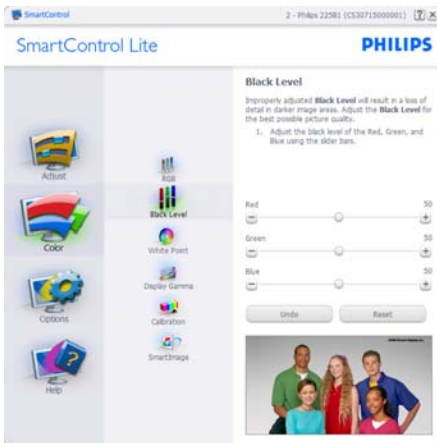 SmartControl
2 - Philips 225B1 (CS30715000001)
SmartControl Lite
PHILIPS
Adjust
Color
Options
Help
RGB
Black Level
White Point
Display Gamma
Calibration
SmartImage
Black Level
Improperly adjusted Black Level will result in a loss of
detail in darker image areas. Adjust the Black Level for
the best possible picture quality.
1. Adjust the black level of the Red, Green, and
Blue using the slider bars.
Red 50
Green 50
Blue 50
Undo Reset